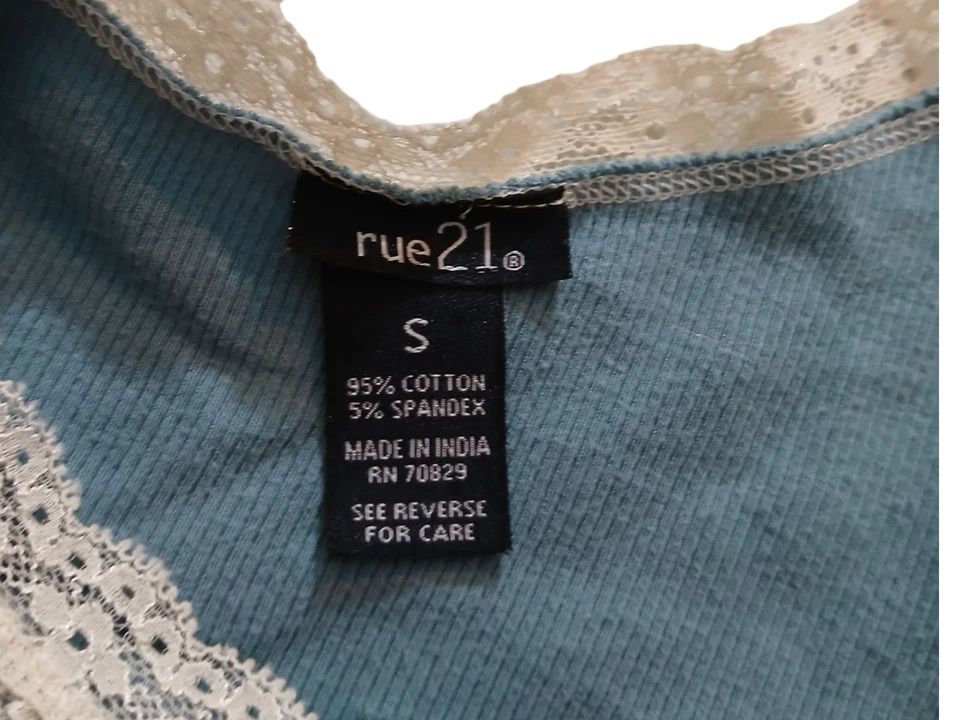 rue21®
S
95% COTTON
5% SPANDEX
MADE IN INDIA
RN 70829
SEE REVERSE
FOR CARE